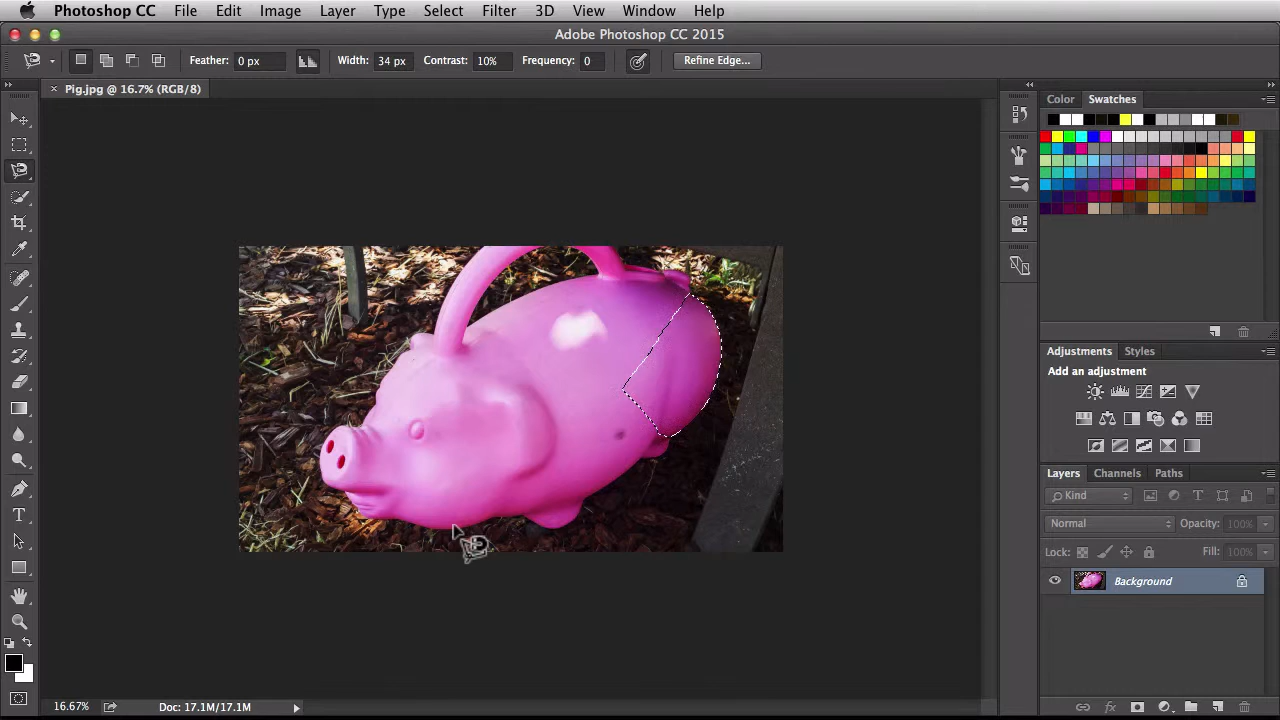 Photoshop CC File Edit Image Layer Type Select Filter 3D View Window Help
Adobe Photoshop CC 2015
Feather: 0 px Width: 34 px Contrast: 10% Frequency: 0 Refine Edge...
× Pig.jpg @ 16.7% (RGB/8)
Color Swatches
Adjustments Styles
Add an adjustment
Layers Channels Paths
Kind
Normal Opacity: 100%
Lock: Fill: 100%
Background
T
16.67% Doc: 17.1M/17.1M